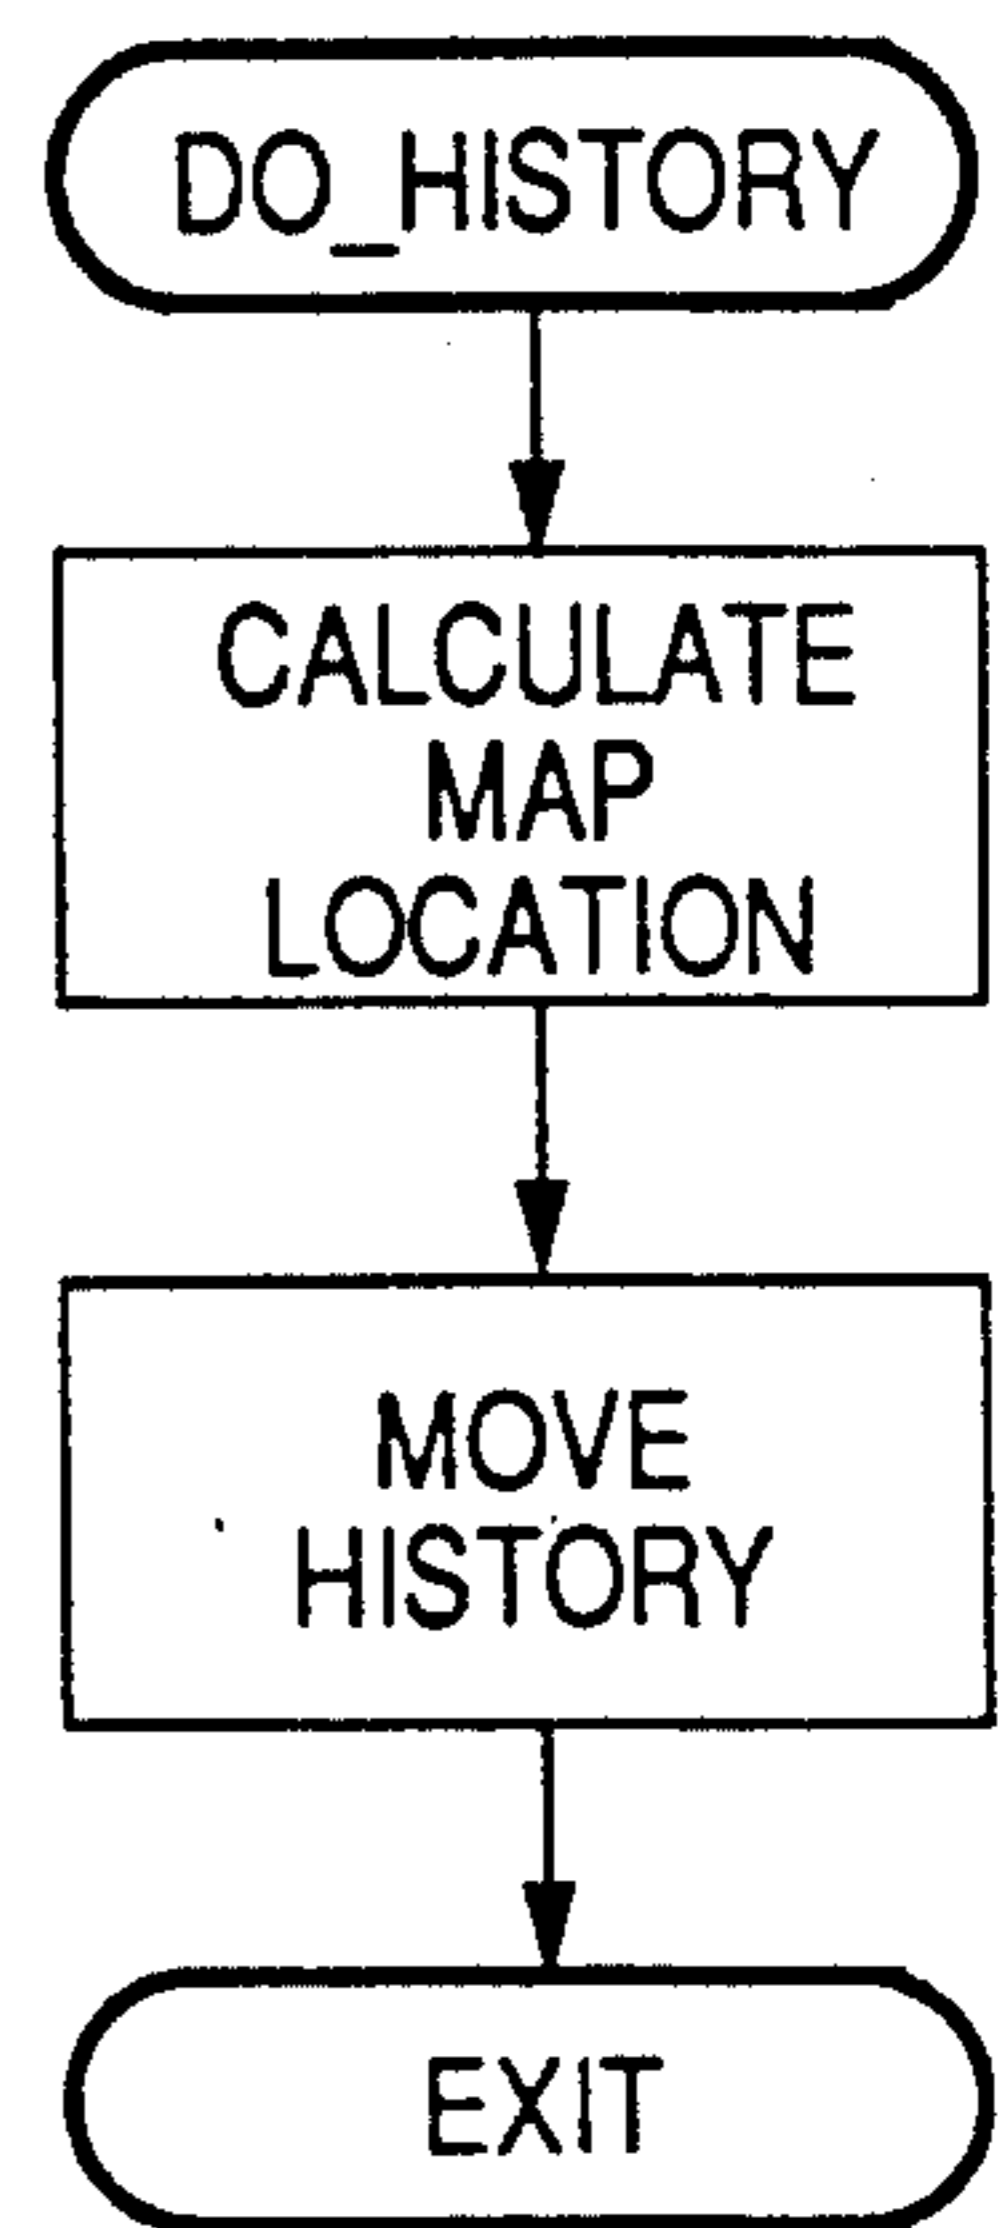 DO_HISTORY
CALCULATE
MAP
LOCATION
MOVE
HISTORY
EXIT